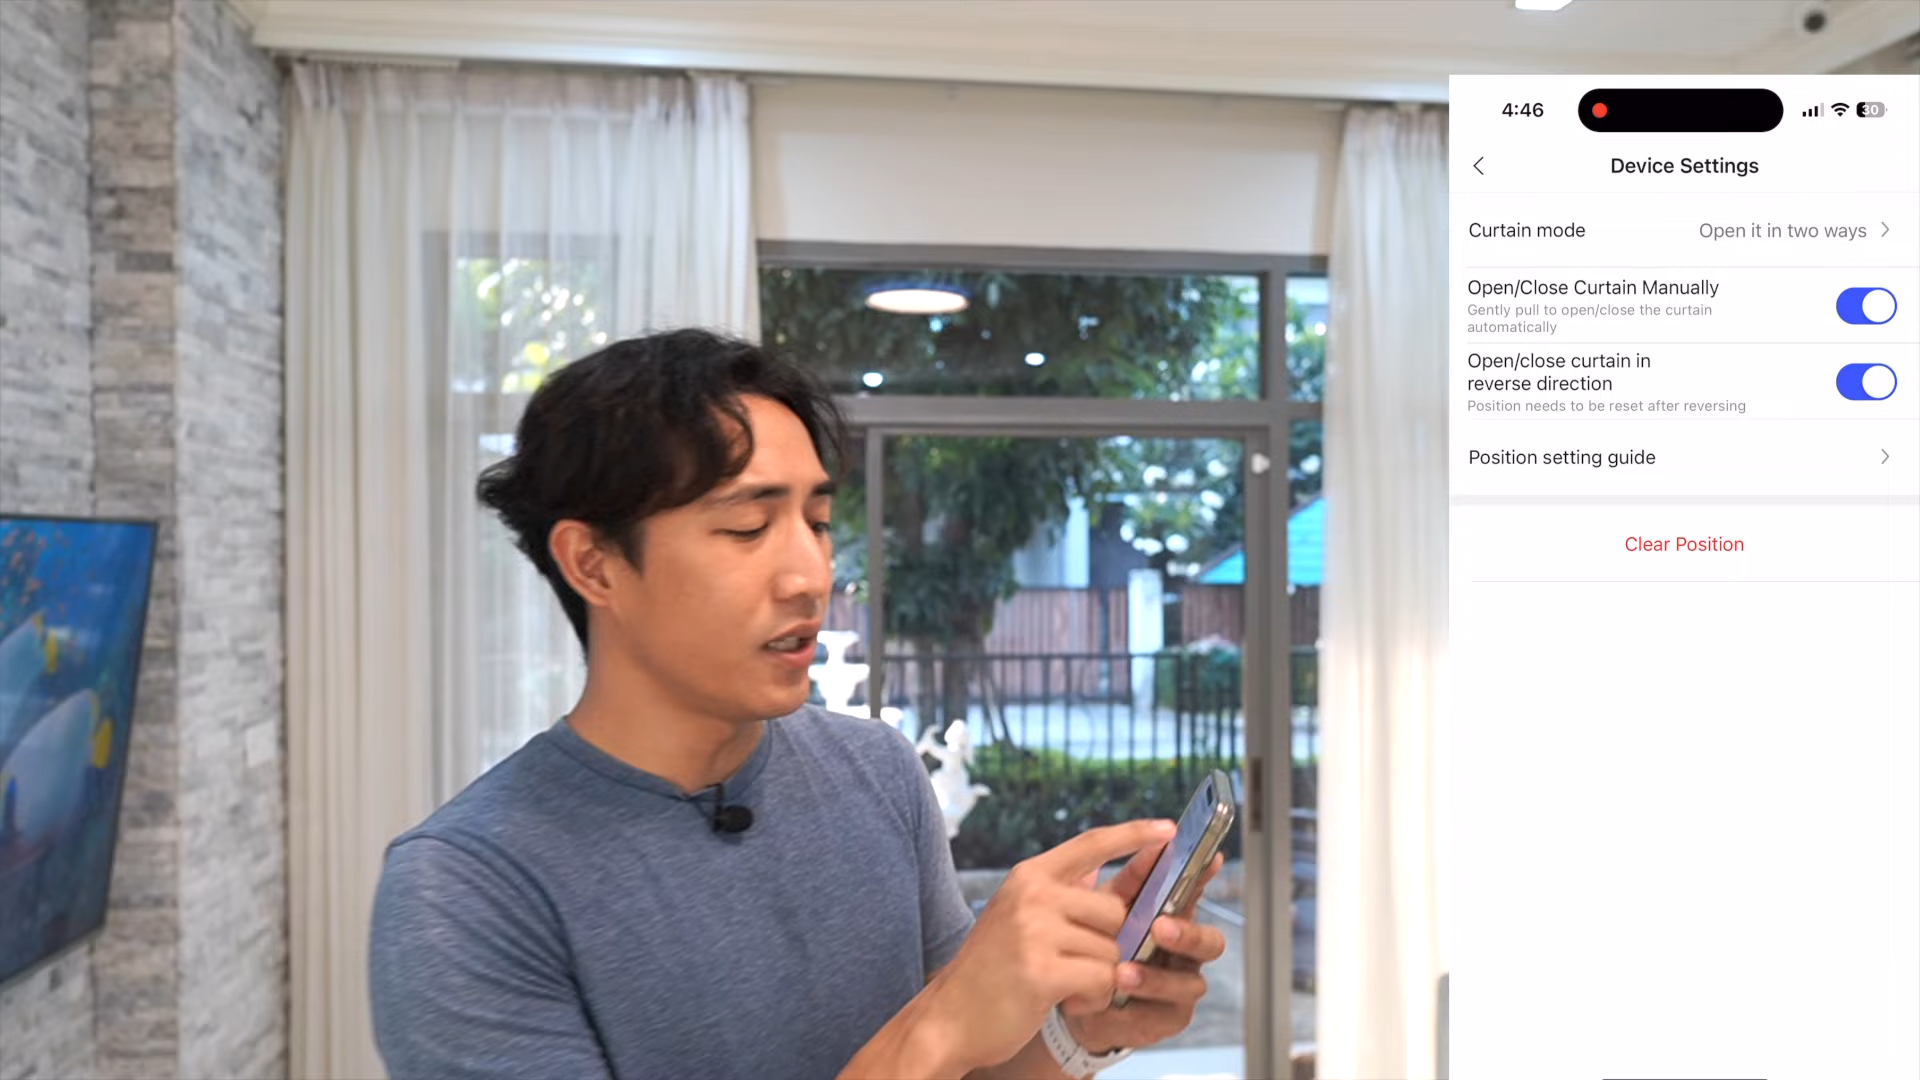 4:46
30
Device Settings
Curtain mode
Open it in two ways
Open/Close Curtain Manually
Gently pull to open/close the curtain
automatically
Open/close curtain in
reverse direction
Position needs to be reset after reversing
Position setting guide
Clear Position